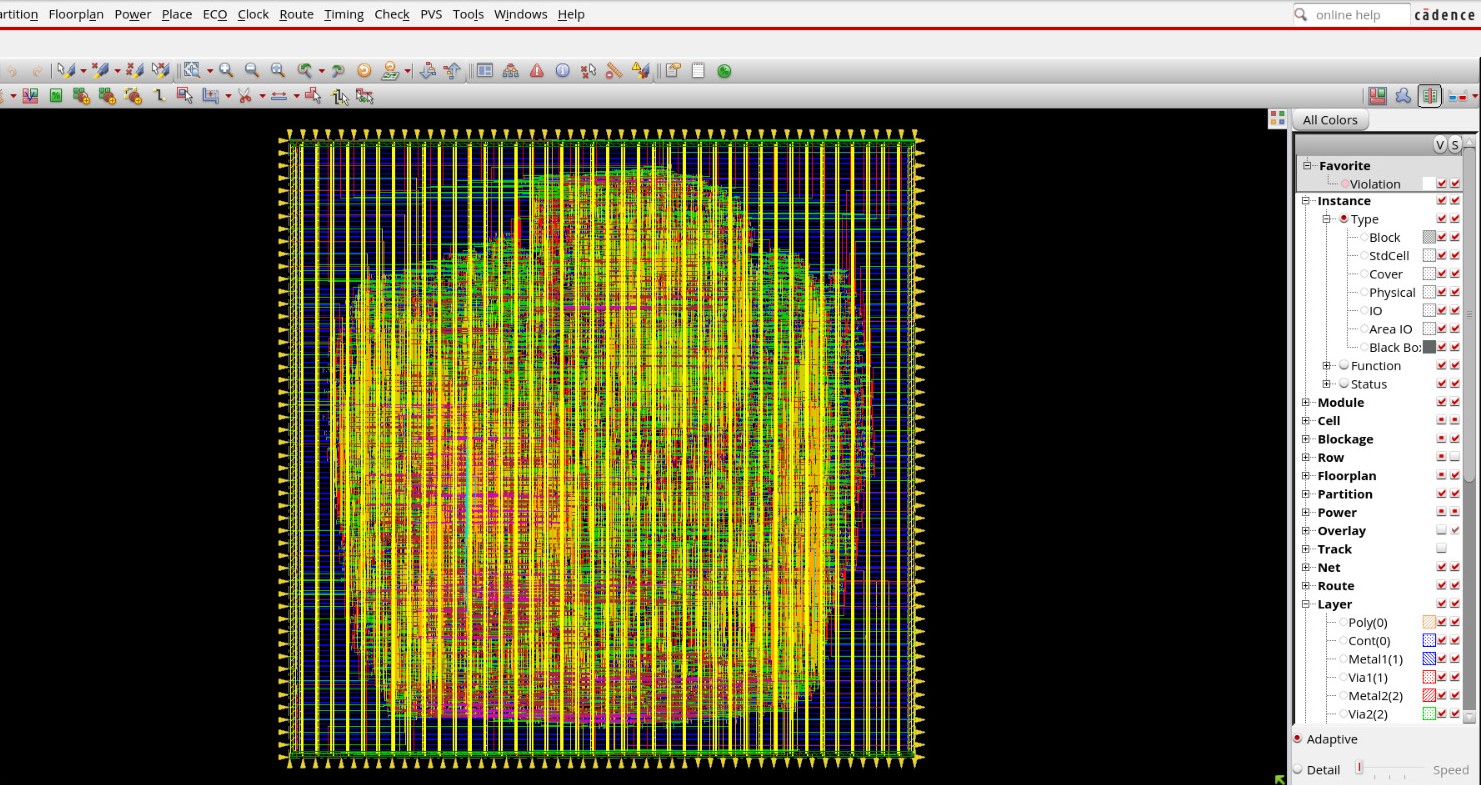 artition Floorplan Power Place ECO Clock Route Timing Check PVS Tools Windows Help
online help cādence
All Colors
V S
Favorite
Violation
Instance
Type
Block
StdCell
Cover
Physical
IO
Area IO
Black Bo
Function
Status
Module
Cell
Blockage
Row
Floorplan
Partition
Power
Overlay
Track
Net
Route
Layer
Poly(0)
Cont(0)
Metal1(1)
Via1(1)
Metal2(2)
Via2(2)
Adaptive
Detail Speed